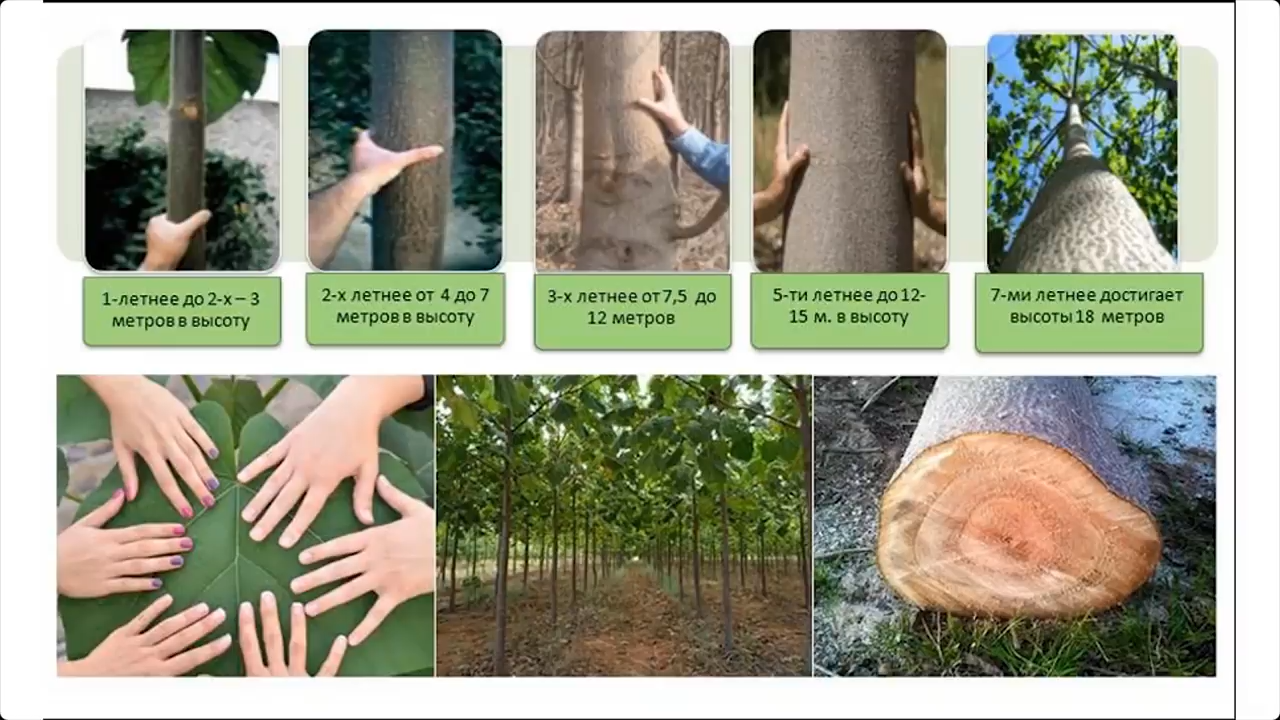 1-летнее до 2-х – 3
метров в высоту
2-х летнее от 4 до 7
метров в высоту
3-х летнее от 7,5 до
12 метров
5-ти летнее до 12-
15 м. в высоту
7-ми летнее достигает
высоты 18 метров